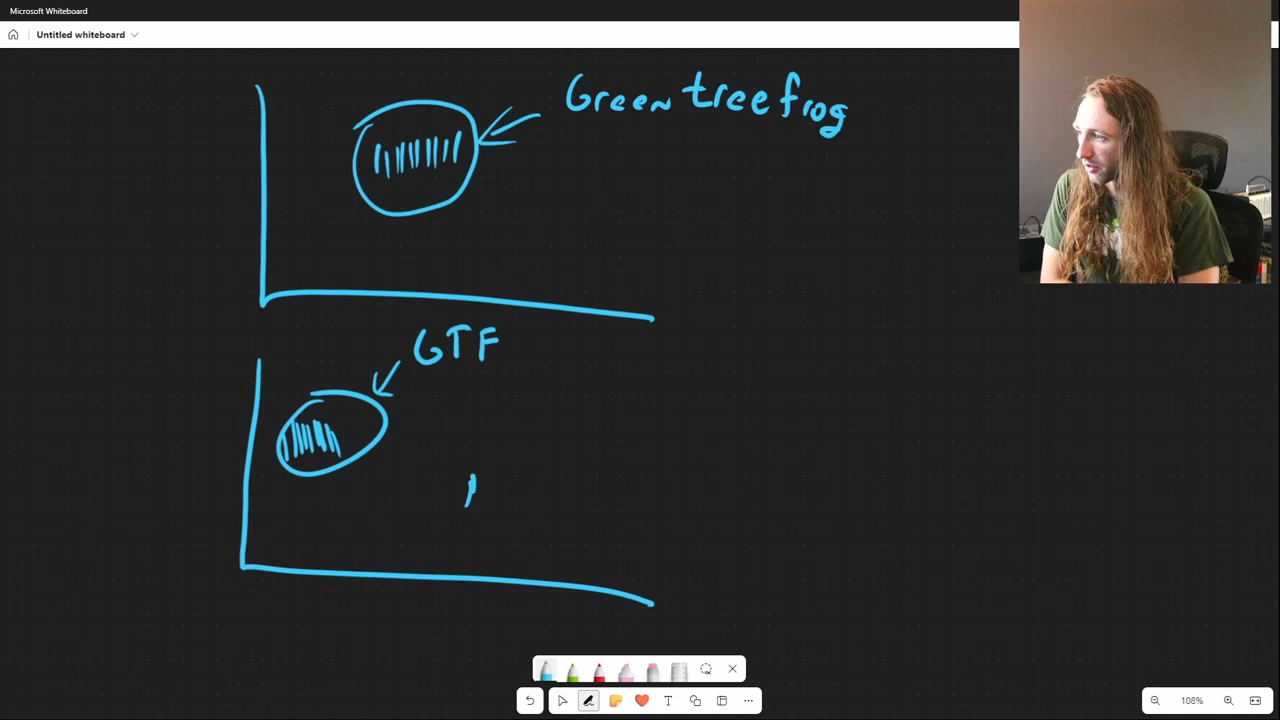 Microsoft Whiteboard
Untitled whiteboard
Green tree frog
GTF
108%